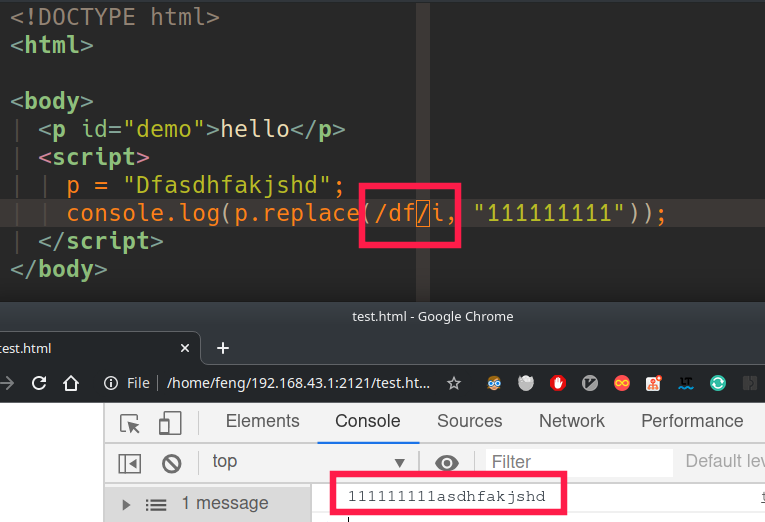 <!DOCTYPE html>
<html>
<body>
<p id="demo">hello</p>
<script>
p = "Dfasdhfakjshd";
console.log(p.replace(/df/i, "111111111"));
</script>
</body>
test.html - Google Chrome
test.html
File /home/feng/192.168.43.1:2121/test.ht...
Elements Console Sources Network Performance
top Filter Default lev
1 message 111111111asdhfakjshd